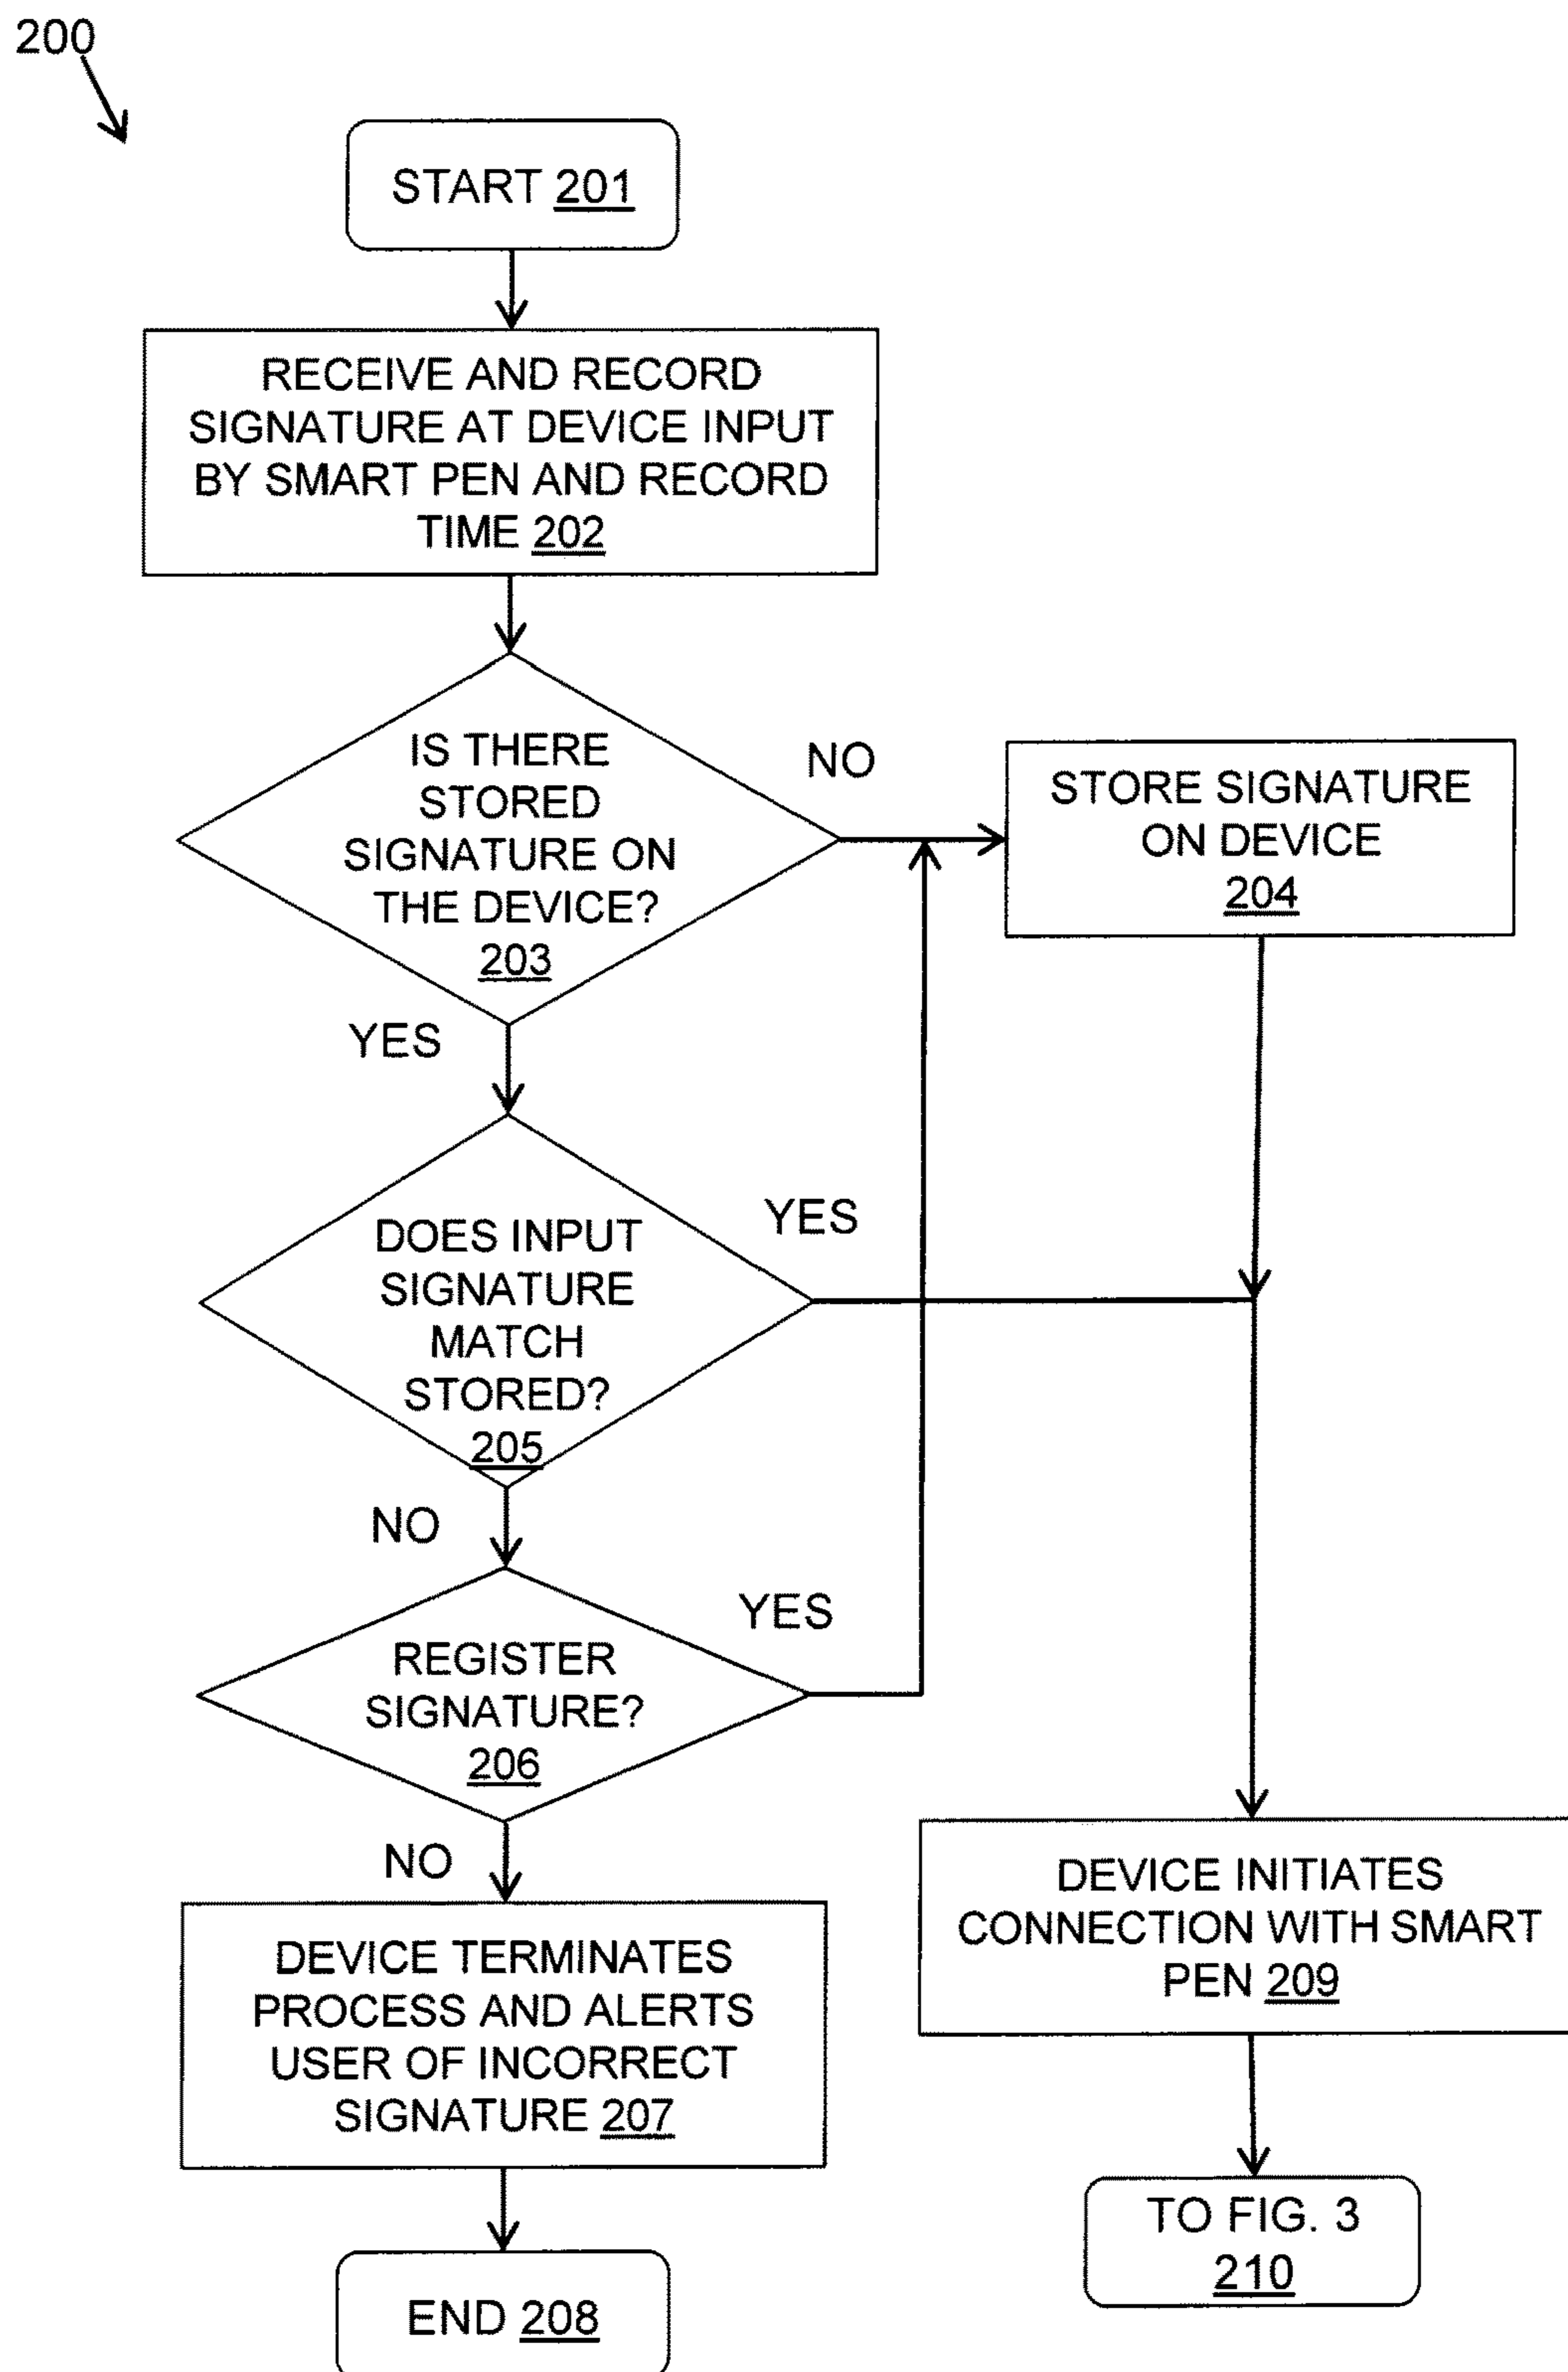 200
START 201
RECEIVE AND RECORD
SIGNATURE AT DEVICE INPUT
BY SMART PEN AND RECORD
TIME 202
IS THERE
STORED
SIGNATURE ON
THE DEVICE?
203
NO
STORE SIGNATURE
ON DEVICE
204
YES
DOES INPUT
SIGNATURE
MATCH
STORED?
205
YES
NO
REGISTER
SIGNATURE?
206
YES
NO
DEVICE TERMINATES
PROCESS AND ALERTS
USER OF INCORRECT
SIGNATURE 207
END 208
DEVICE INITIATES
CONNECTION WITH SMART
PEN 209
TO FIG. 3
210